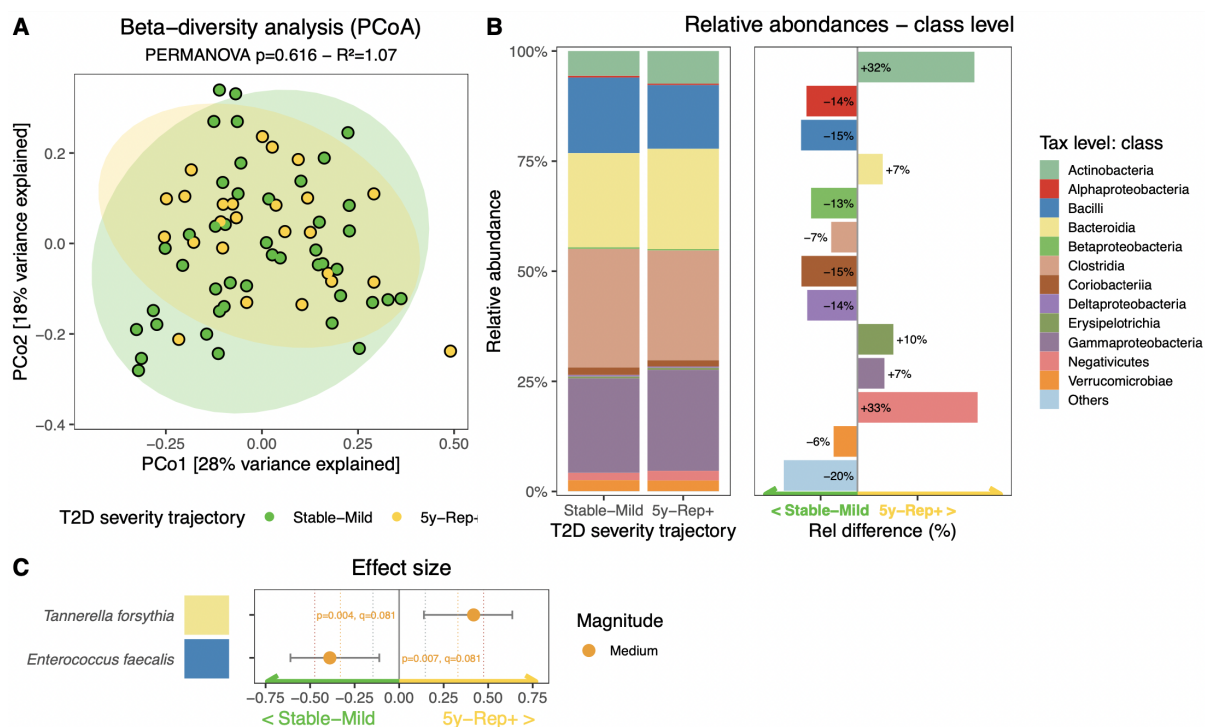 A
Beta−diversity analysis (PCoA)
PERMANOVA p=0.616 − R²=1.07
PCo2 [18% variance explained]
0.2
0.0
−0.2
−0.4
−0.25
0.00
0.25
0.50
PCo1 [28% variance explained]
T2D severity trajectory
Stable−Mild
5y−Rep+
B
Relative abundances − class level
Relative abundance
100%
75%
50%
25%
0%
Stable−Mild
5y−Rep+
T2D severity trajectory
+32%
−14%
−15%
+7%
−13%
−7%
−15%
−14%
+10%
+7%
+33%
−6%
−20%
< Stable−Mild
5y−Rep+ >
Rel difference (%)
Tax level: class
Actinobacteria
Alphaproteobacteria
Bacilli
Bacteroidia
Betaproteobacteria
Clostridia
Coriobacteriia
Deltaproteobacteria
Erysipelotrichia
Gammaproteobacteria
Negativicutes
Verrucomicrobiae
Others
C
Effect size
Tannerella forsythia
Enterococcus faecalis
p=0.004, q=0.081
p=0.007, q=0.081
−0.75
−0.50
−0.25
0.00
0.25
0.50
0.75
< Stable−Mild
5y−Rep+ >
Magnitude
Medium